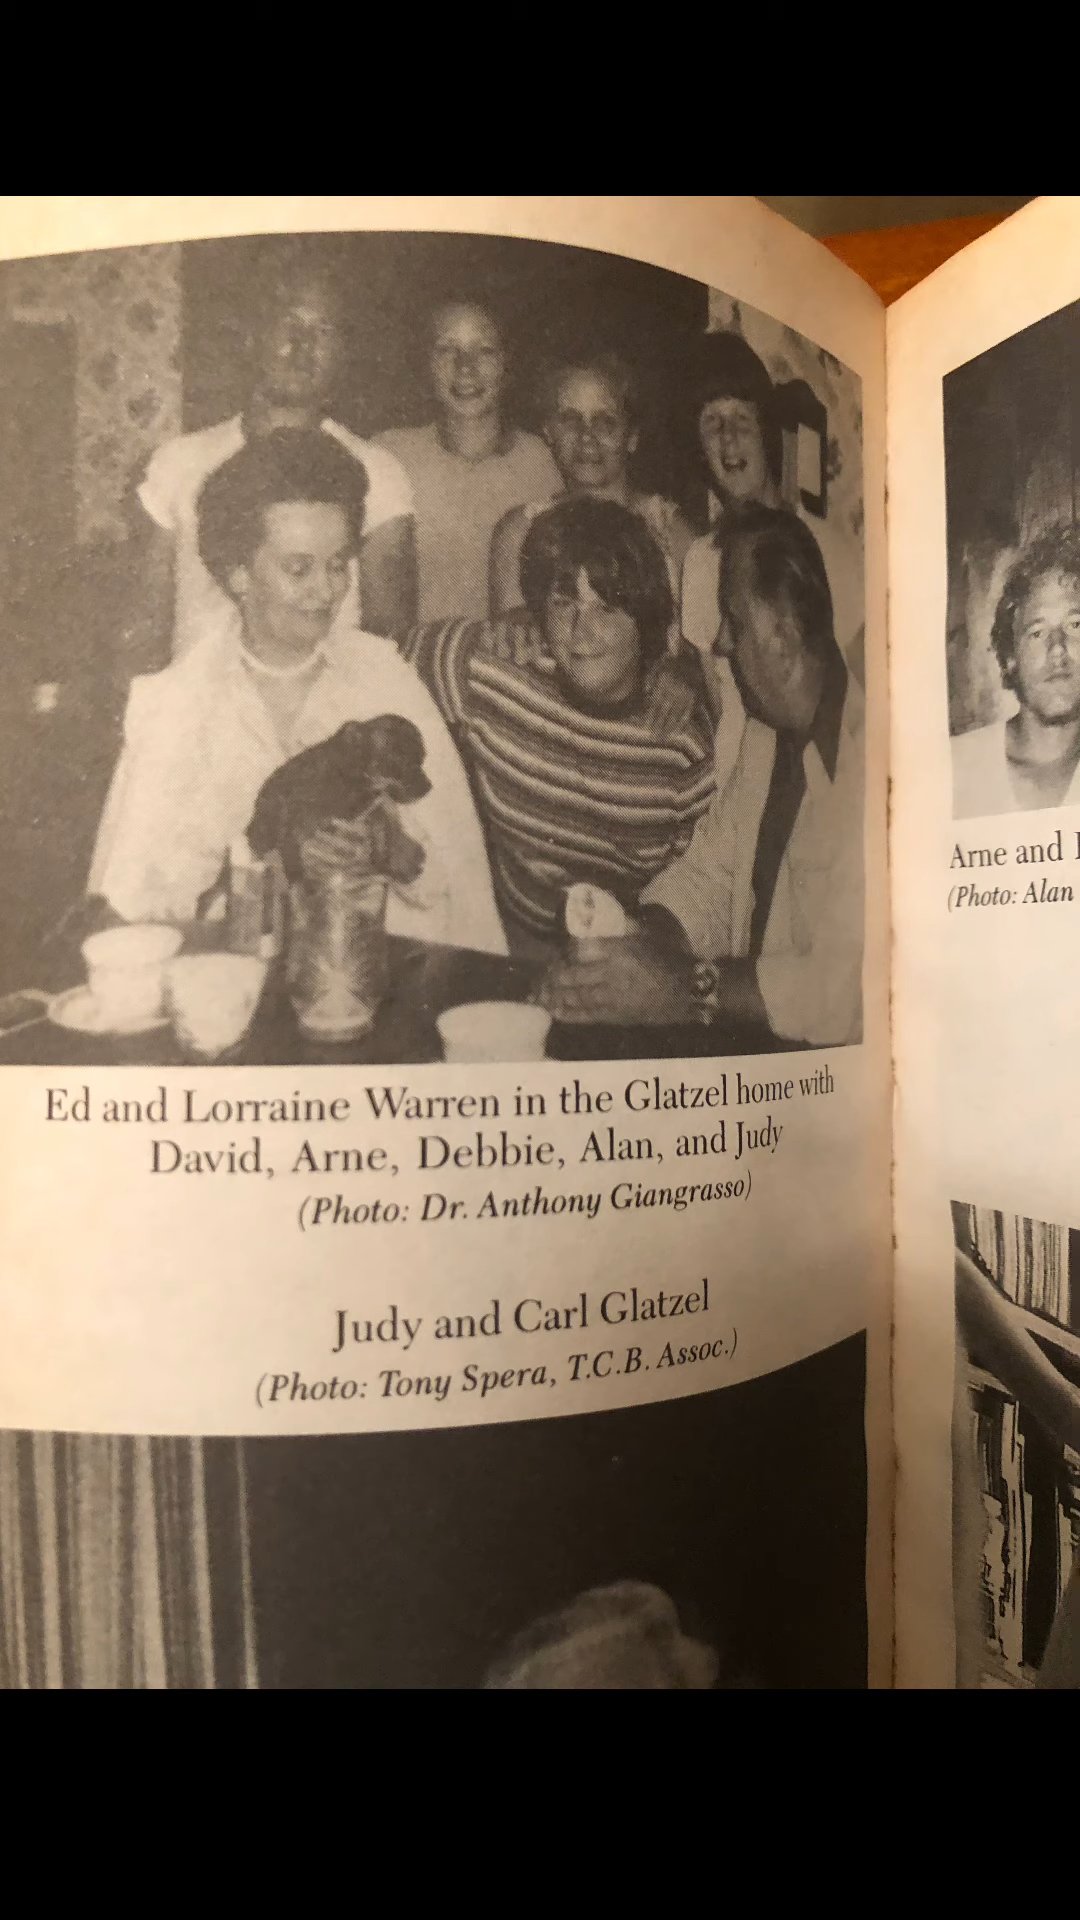 Ed and Lorraine Warren in the Glatzel home with
David, Arne, Debbie, Alan, and Judy
(Photo: Dr. Anthony Giangrasso)
Judy and Carl Glatzel
(Photo: Tony Spera, T.C.B. Assoc.)
Arne and
(Photo: Alan